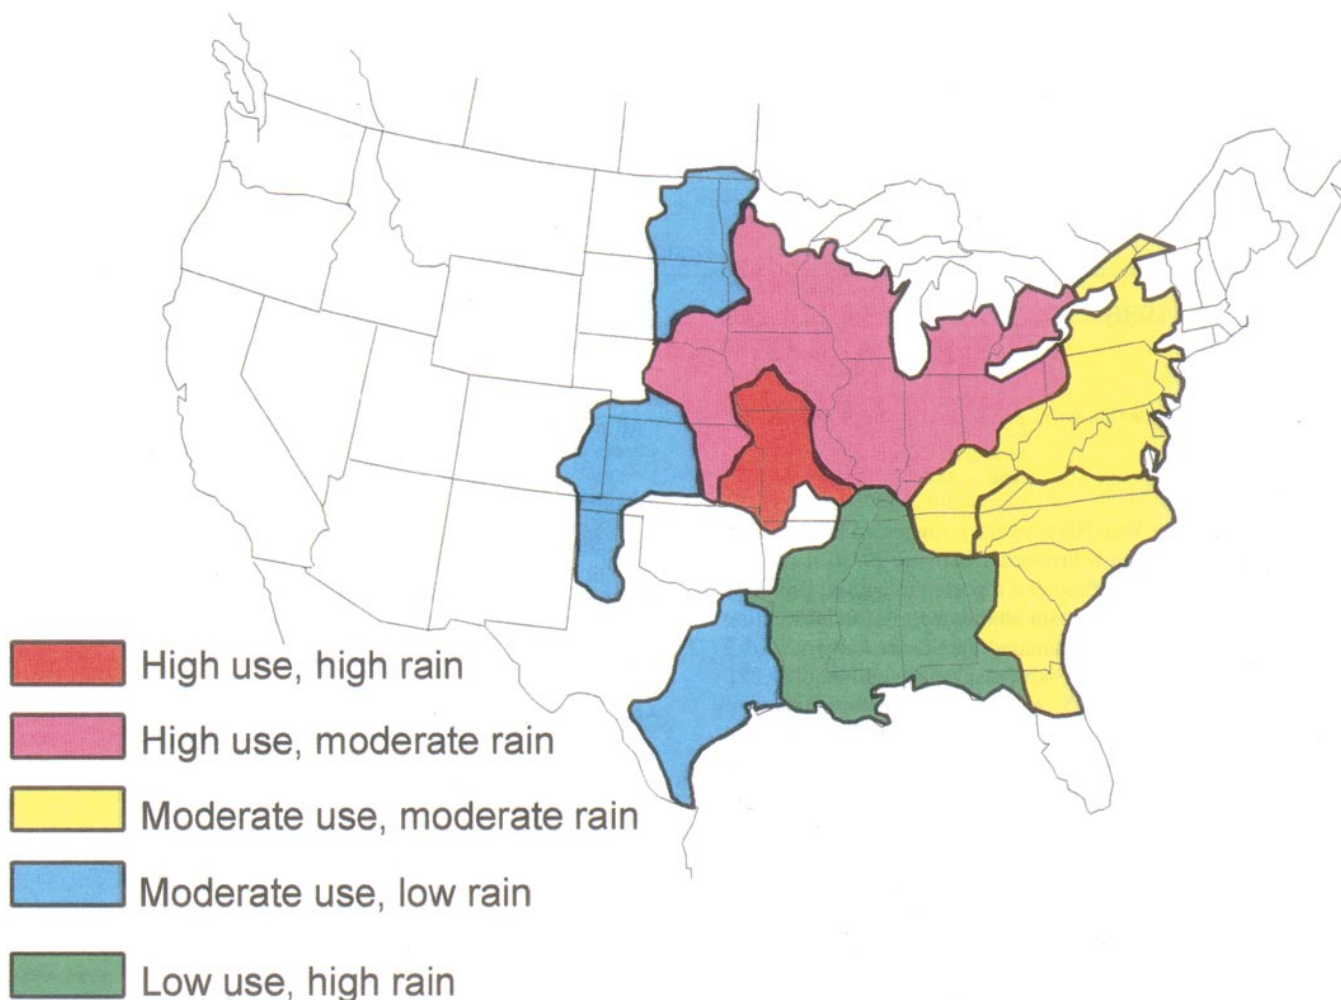 High use, high rain
High use, moderate rain
Moderate use, moderate rain
Moderate use, low rain
Low use, high rain